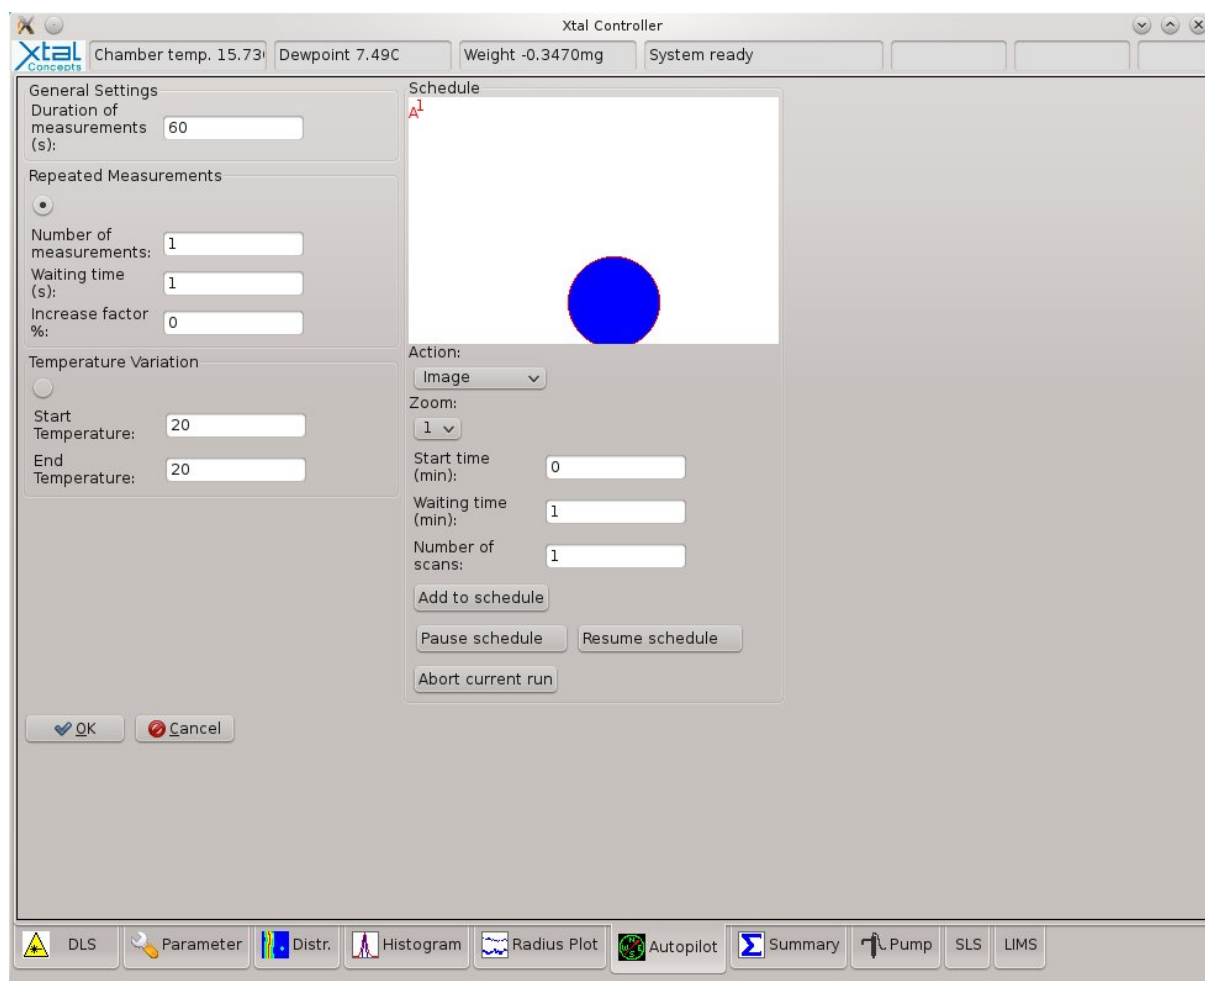 Xtal Controller
Xtal
Concepts
Chamber temp. 15.73
Dewpoint 7.49C
Weight -0.3470mg
System ready
General Settings
Duration of
measurements
(s):
60
Repeated Measurements
Number of
measurements:
1
Waiting time
(s):
1
Increase factor
%:
0
Temperature Variation
Start
Temperature:
20
End
Temperature:
20
OK
Cancel
Schedule
1
A
Action:
Image
Zoom:
1
Start time
(min):
0
Waiting time
(min):
1
Number of
scans:
1
Add to schedule
Pause schedule
Resume schedule
Abort current run
DLS
Parameter
Distr.
Histogram
Radius Plot
Autopilot
Summary
Pump
SLS
LIMS